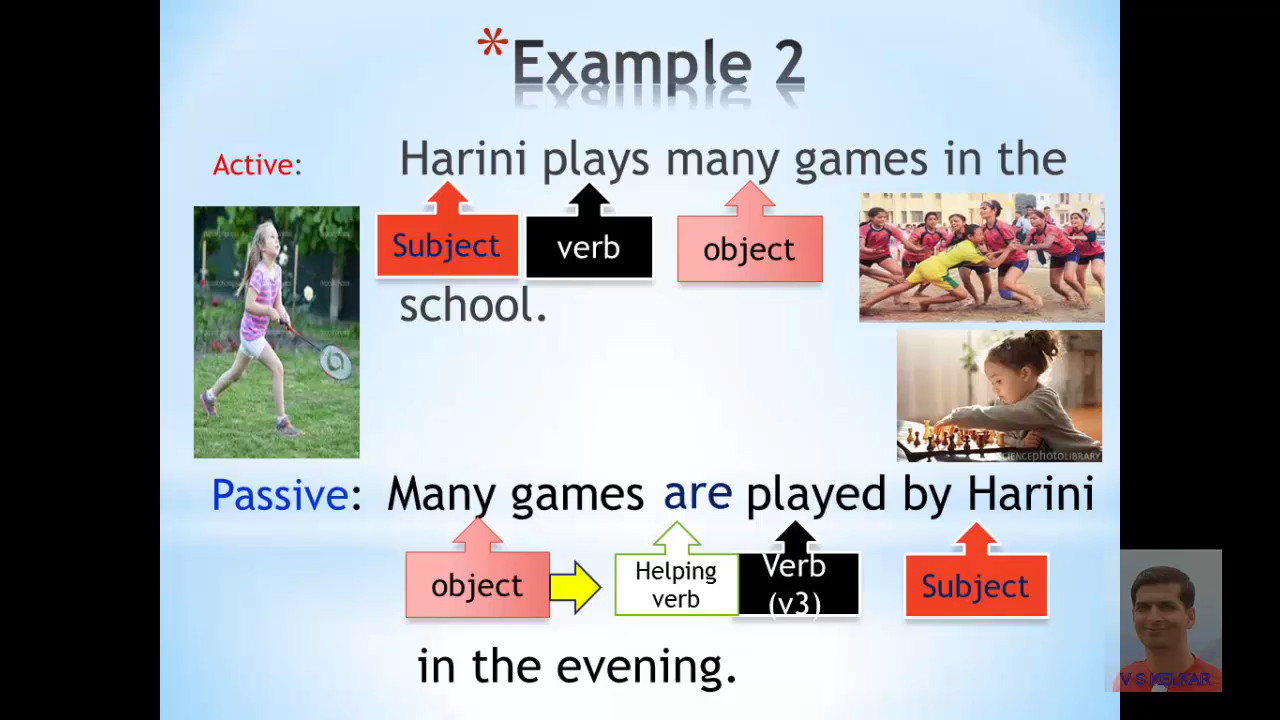 *Example 2
Active: Harini plays many games in the
Subject verb object
school.
SCIENCEphotoLIBRARY
Passive: Many games are played by Harini
object Helping verb Verb (v3) Subject
in the evening.
V S KELKAR